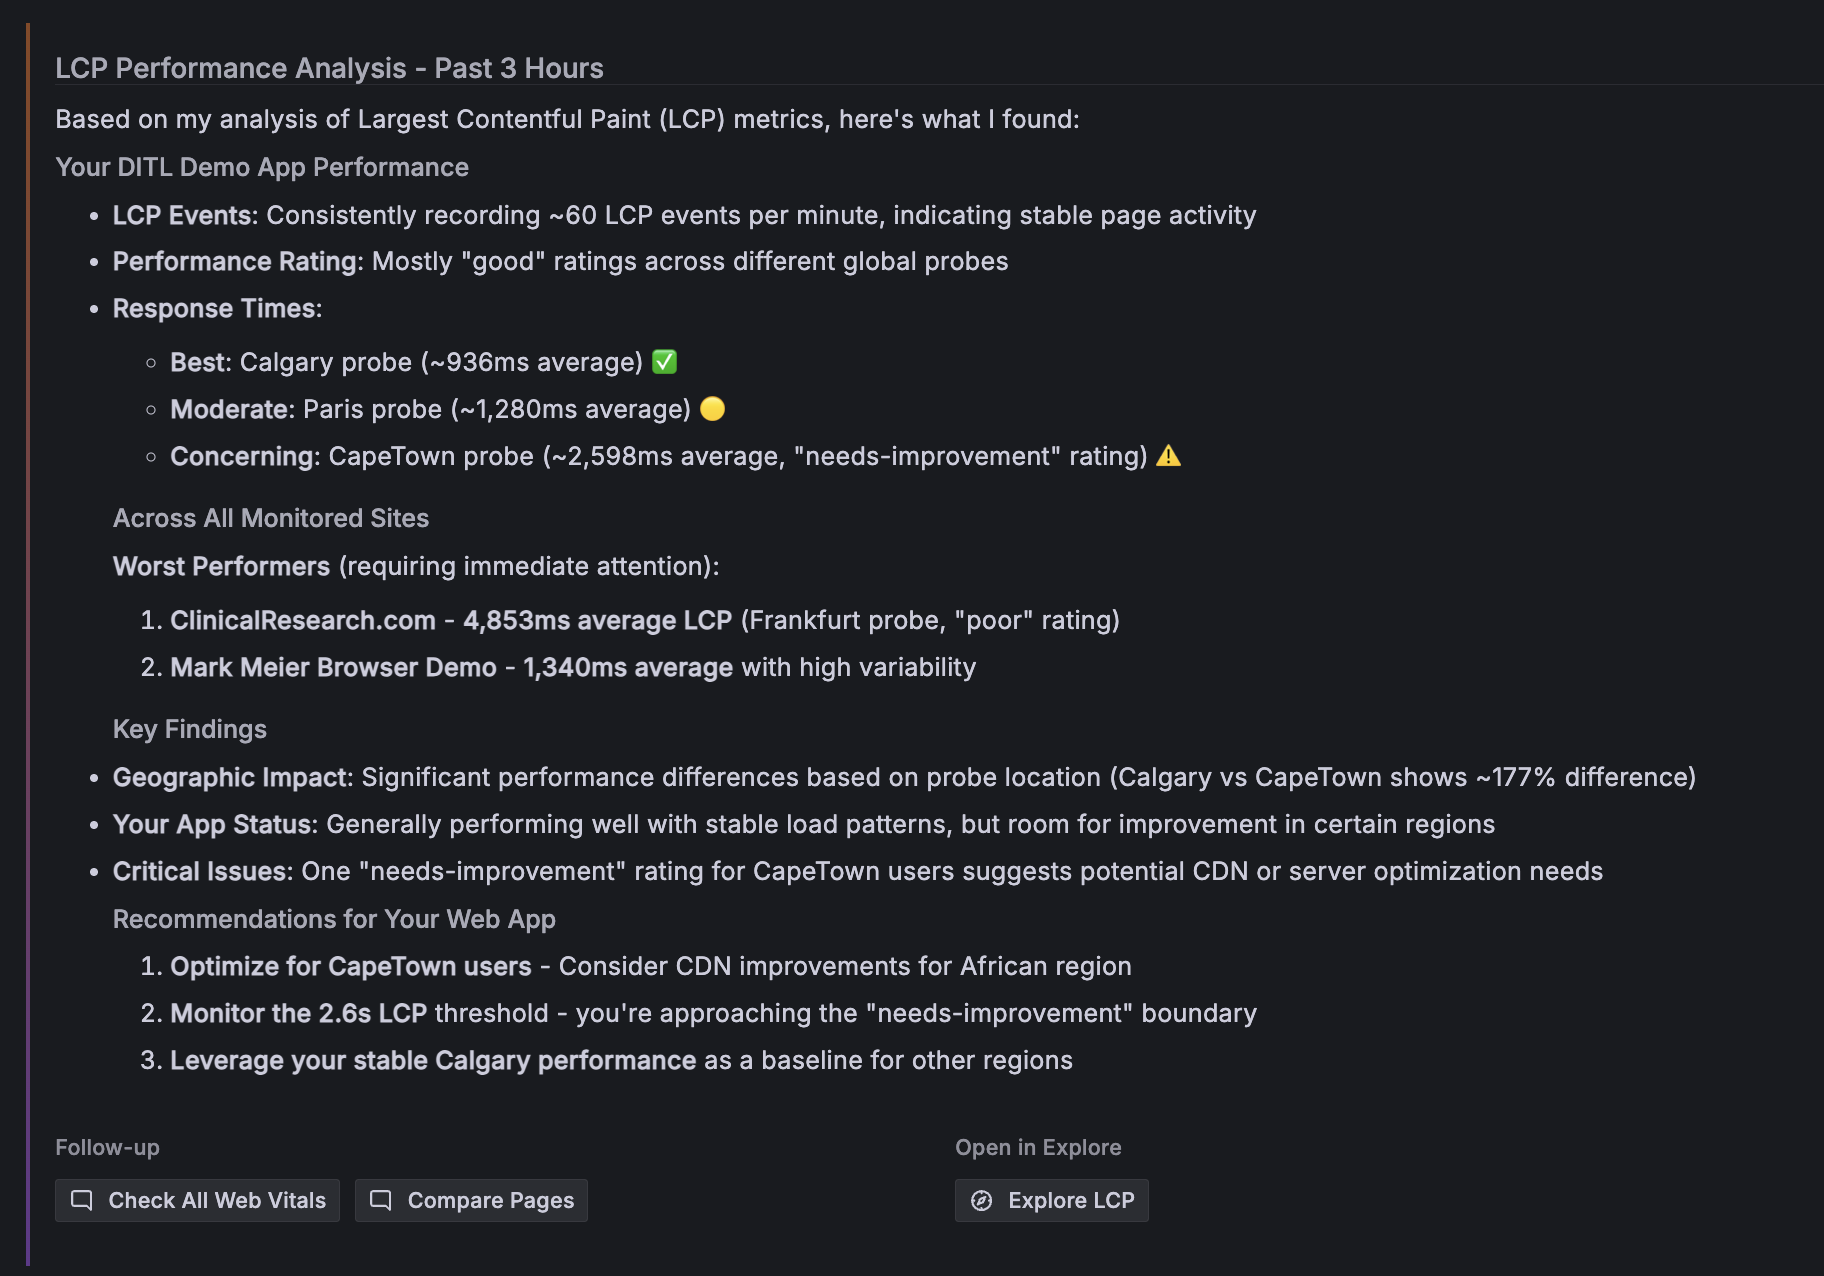 LCP Performance Analysis - Past 3 Hours
Based on my analysis of Largest Contentful Paint (LCP) metrics, here's what I found:
Your DITL Demo App Performance
• LCP Events: Consistently recording ~60 LCP events per minute, indicating stable page activity
• Performance Rating: Mostly "good" ratings across different global probes
• Response Times:
◦ Best: Calgary probe (~936ms average) ✅
◦ Moderate: Paris probe (~1,280ms average) 🟡
◦ Concerning: CapeTown probe (~2,598ms average, "needs-improvement" rating) ⚠️
Across All Monitored Sites
Worst Performers (requiring immediate attention):
1. ClinicalResearch.com - 4,853ms average LCP (Frankfurt probe, "poor" rating)
2. Mark Meier Browser Demo - 1,340ms average with high variability
Key Findings
• Geographic Impact: Significant performance differences based on probe location (Calgary vs CapeTown shows ~177% difference)
• Your App Status: Generally performing well with stable load patterns, but room for improvement in certain regions
• Critical Issues: One "needs-improvement" rating for CapeTown users suggests potential CDN or server optimization needs
Recommendations for Your Web App
1. Optimize for CapeTown users - Consider CDN improvements for African region
2. Monitor the 2.6s LCP threshold - you're approaching the "needs-improvement" boundary
3. Leverage your stable Calgary performance as a baseline for other regions
Follow-up
Check All Web Vitals
Compare Pages
Open in Explore
Explore LCP